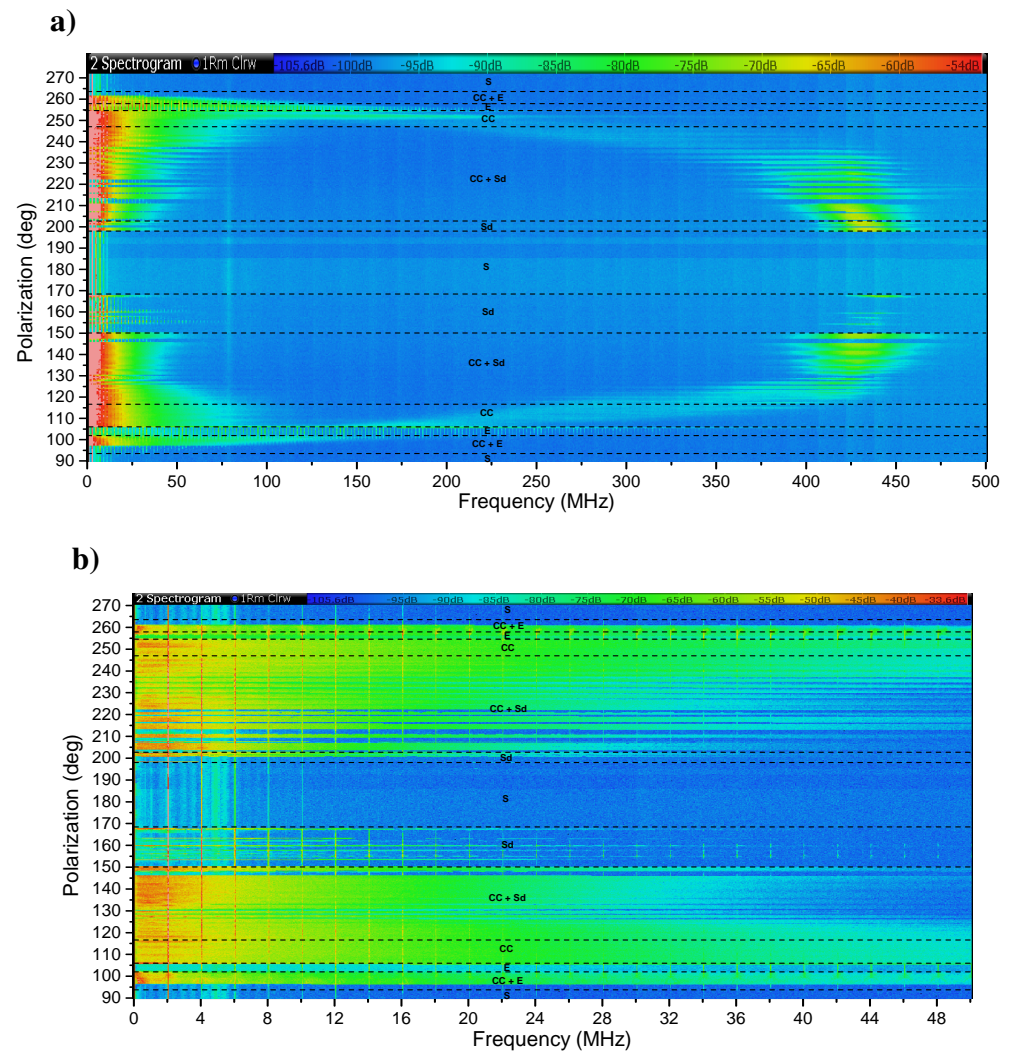 a)
2 Spectrogram 1Rm Clrw -105.6dB -100dB -95dB -90dB -85dB -80dB -75dB -70dB -65dB -60dB -54dB
270
260
250
240
230
220
210
200
190
180
170
160
150
140
130
120
110
100
90
Polarization (deg)
S
CC + E
E
CC
CC + Sd
Sd
S
Sd
CC + Sd
CC
E
CC + E
S
0 50 100 150 200 250 300 350 400 450 500
Frequency (MHz)
b)
2 Spectrogram 1Rm Clrw -105.6dB -95dB -90dB -85dB -80dB -75dB -70dB -65dB -60dB -55dB -50dB -45dB -40dB -33.6dB
270
260
250
240
230
220
210
200
190
180
170
160
150
140
130
120
110
100
90
Polarization (deg)
S
CC + E
E
CC
CC + Sd
Sd
S
Sd
CC + Sd
CC
E
CC + E
S
0 4 8 12 16 20 24 28 32 36 40 44 48
Frequency (MHz)